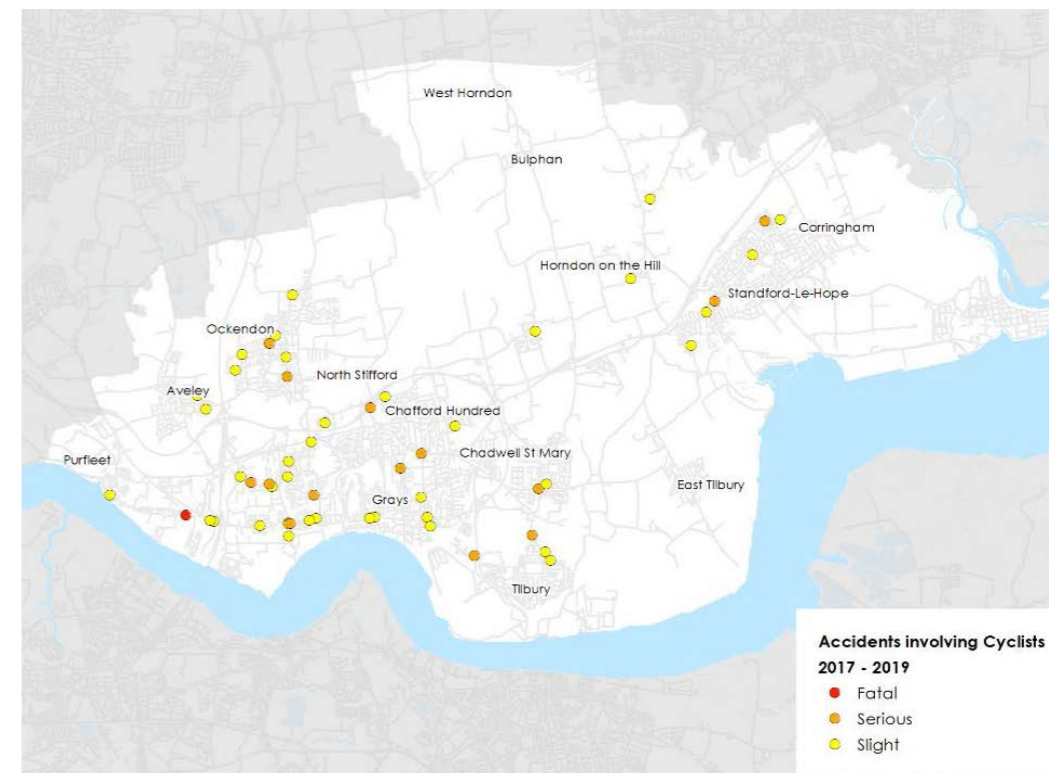 West Horndon
Bulphan
Corringham
Horndon on the Hill
Standford-Le-Hope
Ockendon
North Stifford
Aveley
Chafford Hundred
Chadwell St Mary
Purfleet
East Tilbury
Grays
Tilbury
Accidents involving Cyclists
2017 - 2019
Fatal
Serious
Slight